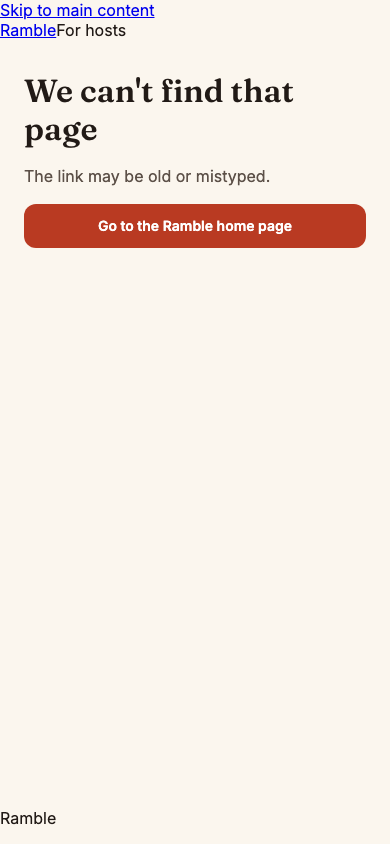 Skip to main content
RambleFor hosts
We can't find that
page
The link may be old or mistyped.
Go to the Ramble home page
Ramble